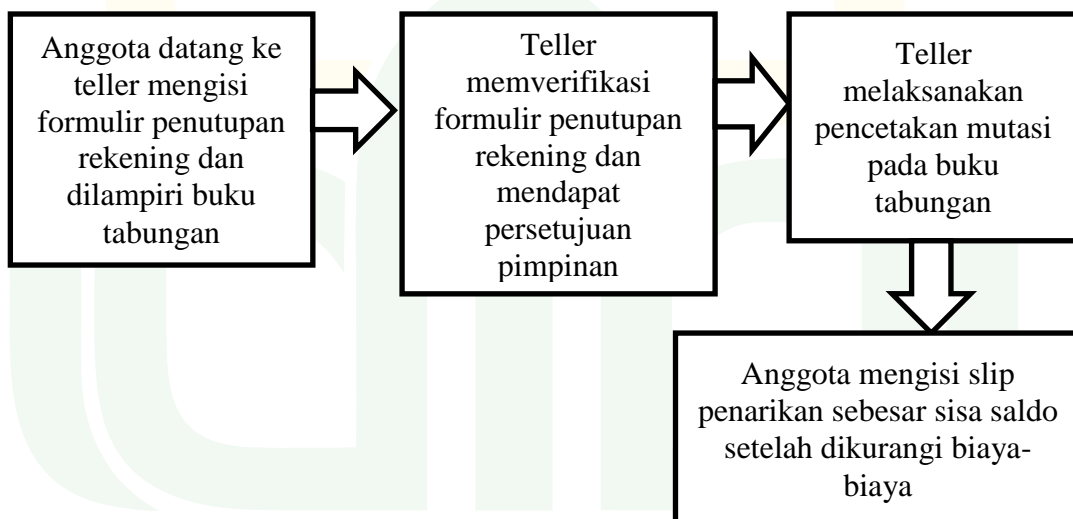 Anggota datang ke
teller mengisi
formulir penutupan
rekening dan
dilampiri buku
tabungan
Teller
memverifikasi
formulir penutupan
rekening dan
mendapat
persetujuan
pimpinan
Teller
melaksanakan
pencetakan mutasi
pada buku
tabungan
Anggota mengisi slip
penarikan sebesar sisa saldo
setelah dikurangi biaya-
biaya